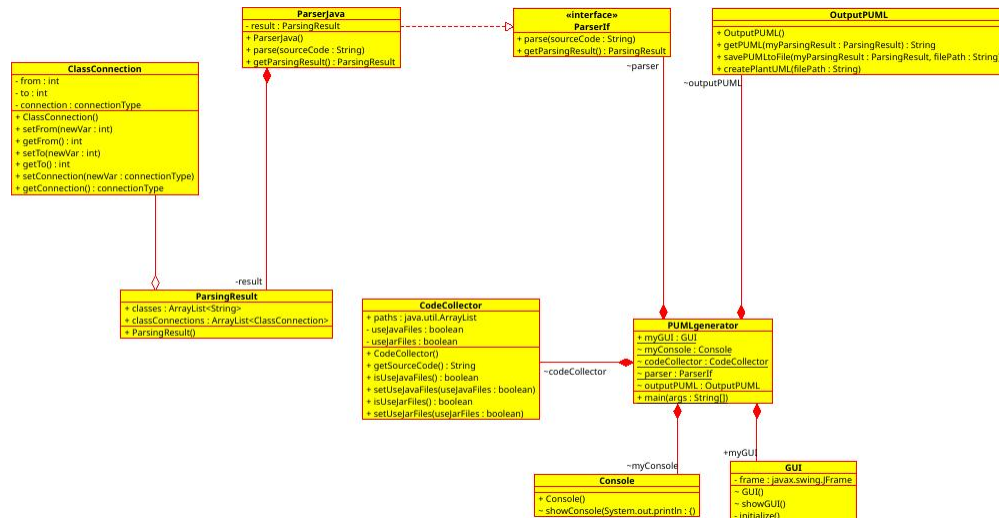 ParserJava
- result : ParsingResult
+ ParserJava()
+ parse(sourceCode : String)
+ getParsingResult() : ParsingResult
«interface»
ParserIf
+ parse(sourceCode : String)
+ getParsingResult() : ParsingResult
~parser
OutputPUML
+ OutputPUML()
+ getPUML(myParsingResult : ParsingResult) : String
+ savePUMLtoFile(myParsingResult : ParsingResult, filePath : String
+ createPlantUML(filePath : String)
~outputPUML
ClassConnection
- from : int
- to : int
- connection : connectionType
+ ClassConnection()
+ setFrom(newVar : int)
+ getFrom() : int
+ setTo(newVar : int)
+ getTo() : int
+ setConnection(newVar : connectionType)
+ getConnection() : connectionType
-result
ParsingResult
+ classes : ArrayList<String>
+ classConnections : ArrayList<ClassConnection>
+ ParsingResult()
CodeCollector
+ paths : java.util.ArrayList
- useJavaFiles : boolean
- useJarFiles : boolean
+ CodeCollector()
+ getSourceCode() : String
+ isUseJavaFiles() : boolean
+ setUseJavaFiles(useJavaFiles : boolean)
+ isUseJarFiles() : boolean
+ setUseJarFiles(useJarFiles : boolean)
~codeCollector
PUMLgenerator
+ myGUI : GUI
~ myConsole : Console
~ codeCollector : CodeCollector
~ parser : ParserIf
~ outputPUML : OutputPUML
+ main(args : String[])
~myConsole
Console
+ Console()
~ showConsole(System.out.println : {)
+myGUI
GUI
- frame : javax.swing.JFrame
~ GUI()
~ showGUI()
- initialize()